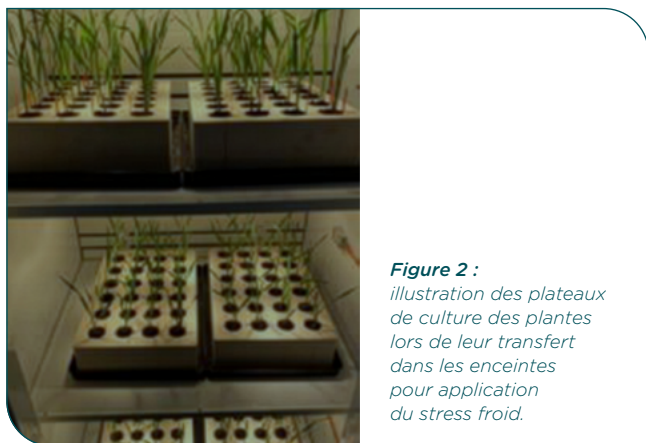 Figure 2 :
illustration des plateaux
de culture des plantes
lors de leur transfert
dans les enceintes
pour application
du stress froid.